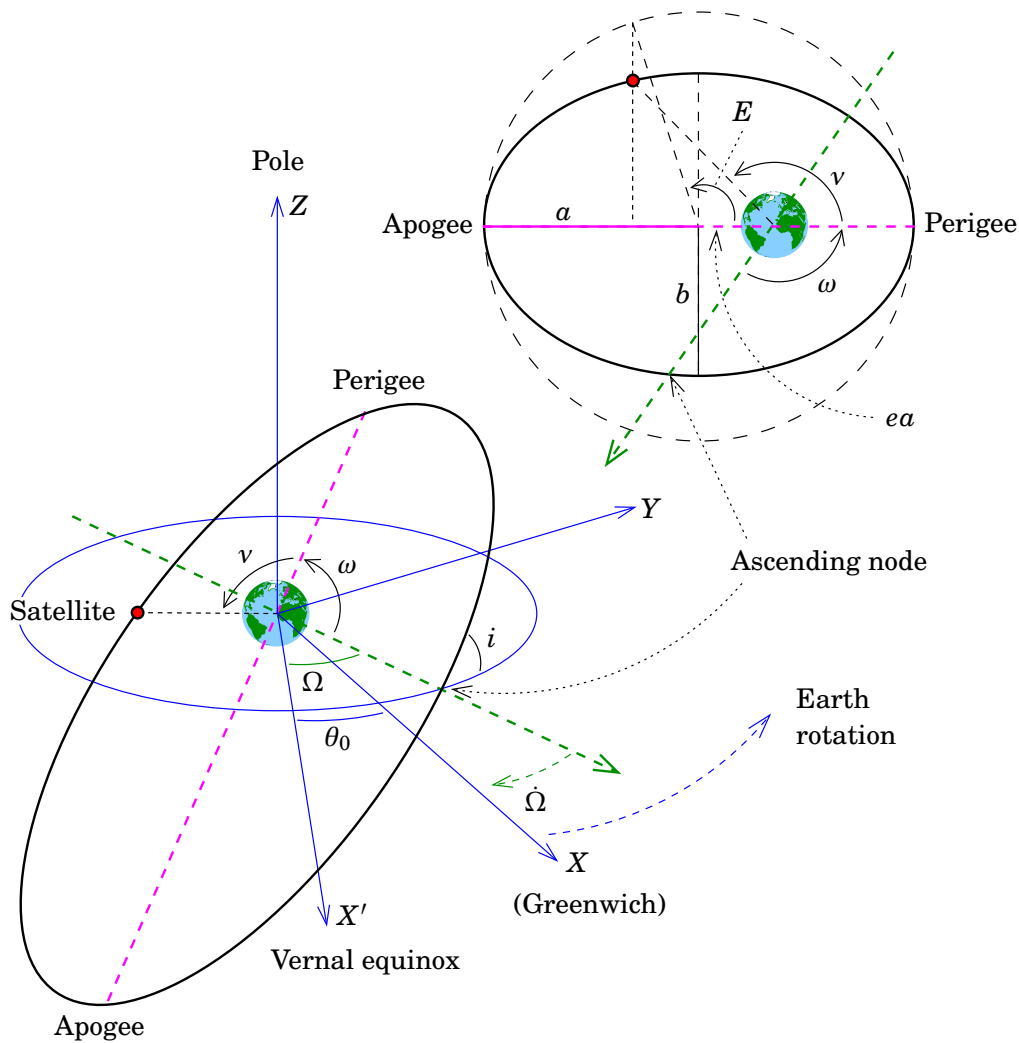 E
Pole
ν
Z
Apogee
a
Perigee
b
ω
Perigee
ea
Y
ν
ω
Ascending node
Satellite
i
Ω
θ0
Earth
rotation
Ω̇
X
(Greenwich)
X′
Vernal equinox
Apogee